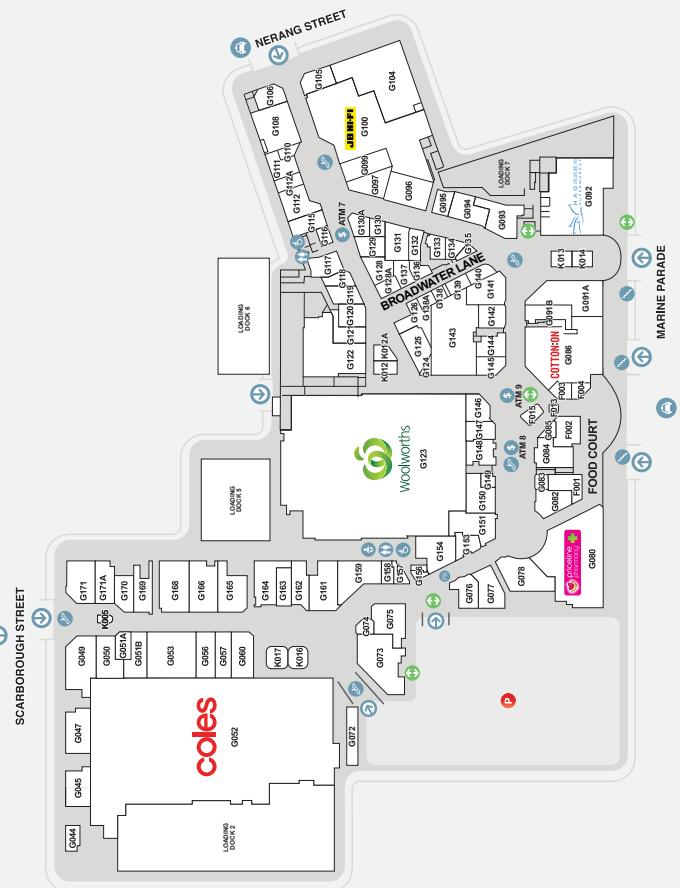 NERANG STREET
G106
G105
G104
G108
JB HI-FI
G100
G110
G111
G112A
G112
G099
G097
G096
LOADING
DOCK 7
H.A.O
G092
G095
G094
G093
G115
G116
ATM 7
G130A
G130
G129
G131
G132
G133
G134
G135
K013
K014
MARINE PARADE
G117
G118
G119
G120
G121
G122
G128
G128A
G137
G136
BROADWATER LANE
G126
G138A
G138
G139
G140
G141
G142
G143
G144
G145
G125
G124
K012A
K012
LOADING
DOCK 6
G091A
G091B
COTTON:ON
G086
F003
F004
ATM 9
F013
F015
G085
F002
G084
ATM 8
FOOD COURT
G083
F001
G082
G146
G147
G148
G149
G150
G151
Woolworths
G123
LOADING
DOCK 5
G153
G154
G156
G157
G158
G159
G161
G162
G163
G164
G165
G166
G168
G169
G170
G171A
G171
priceline
pharmacy
G080
G078
G077
G076
G075
G074
G073
SCARBOROUGH STREET
K005
G049
G050
G051A
G051B
G053
G056
G057
G060
K017
K016
P
G072
G047
G045
G044
coles
G052
LOADING
DOCK 2